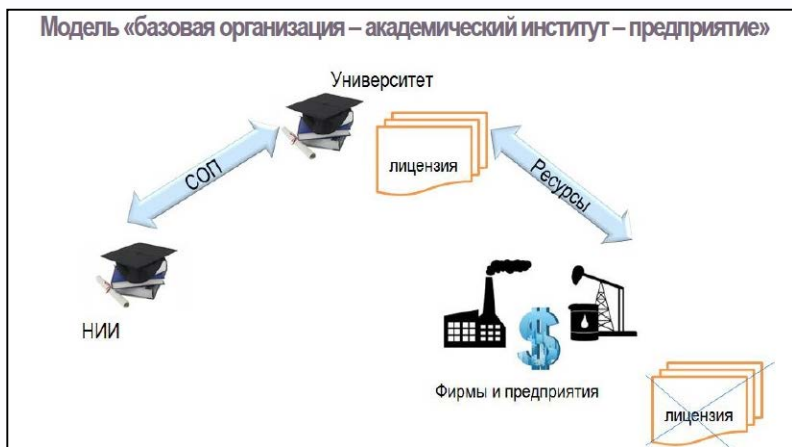 Модель «базовая организация – академический институт – предприятие»
Университет
лицензия
СОП
Ресурсы
НИИ
Фирмы и предприятия
лицензия